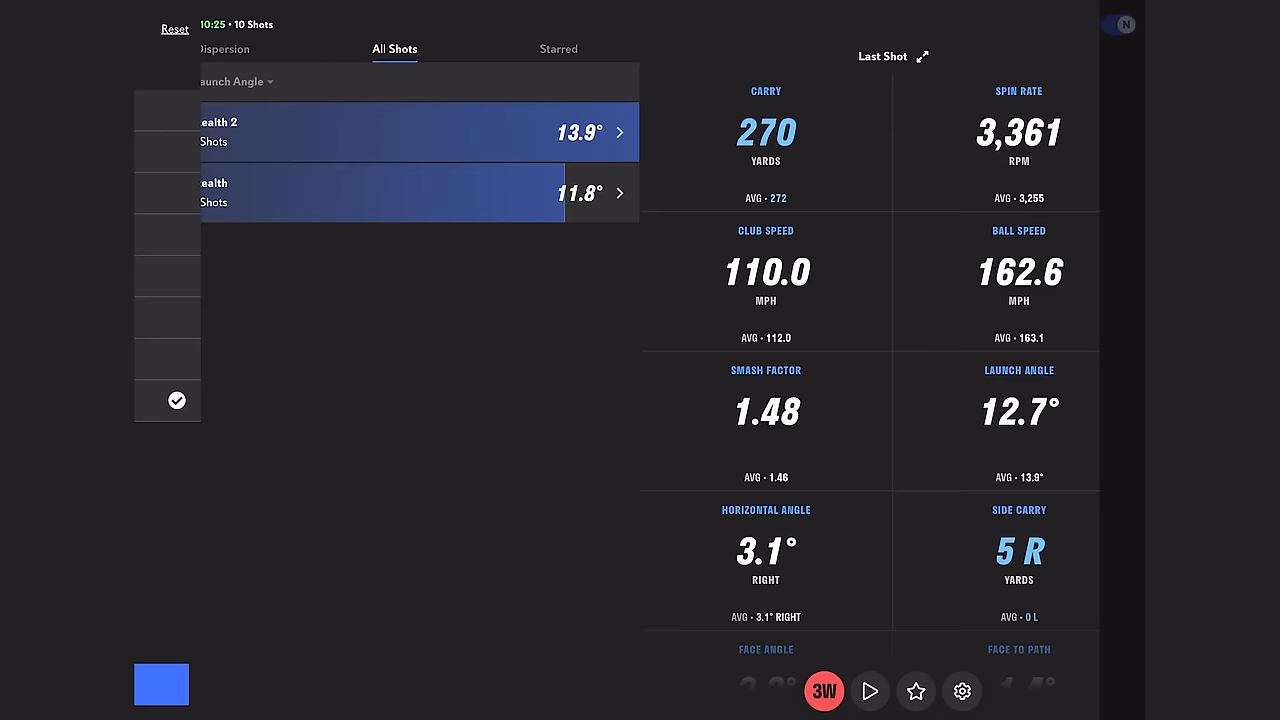 Reset
10:25 • 10 Shots
Dispersion
All Shots
Starred
Last Shot
N
aunch Angle
ealth 2
Shots
13.9°
ealth
Shots
11.8°
CARRY
270
YARDS
AVG • 272
SPIN RATE
3,361
RPM
AVG • 3,255
CLUB SPEED
110.0
MPH
AVG • 112.0
BALL SPEED
162.6
MPH
AVG • 163.1
SMASH FACTOR
1.48
AVG • 1.46
LAUNCH ANGLE
12.7°
AVG • 13.9°
HORIZONTAL ANGLE
3.1°
RIGHT
AVG • 3.1° RIGHT
SIDE CARRY
5 R
YARDS
AVG • 0 L
FACE ANGLE
FACE TO PATH
3W